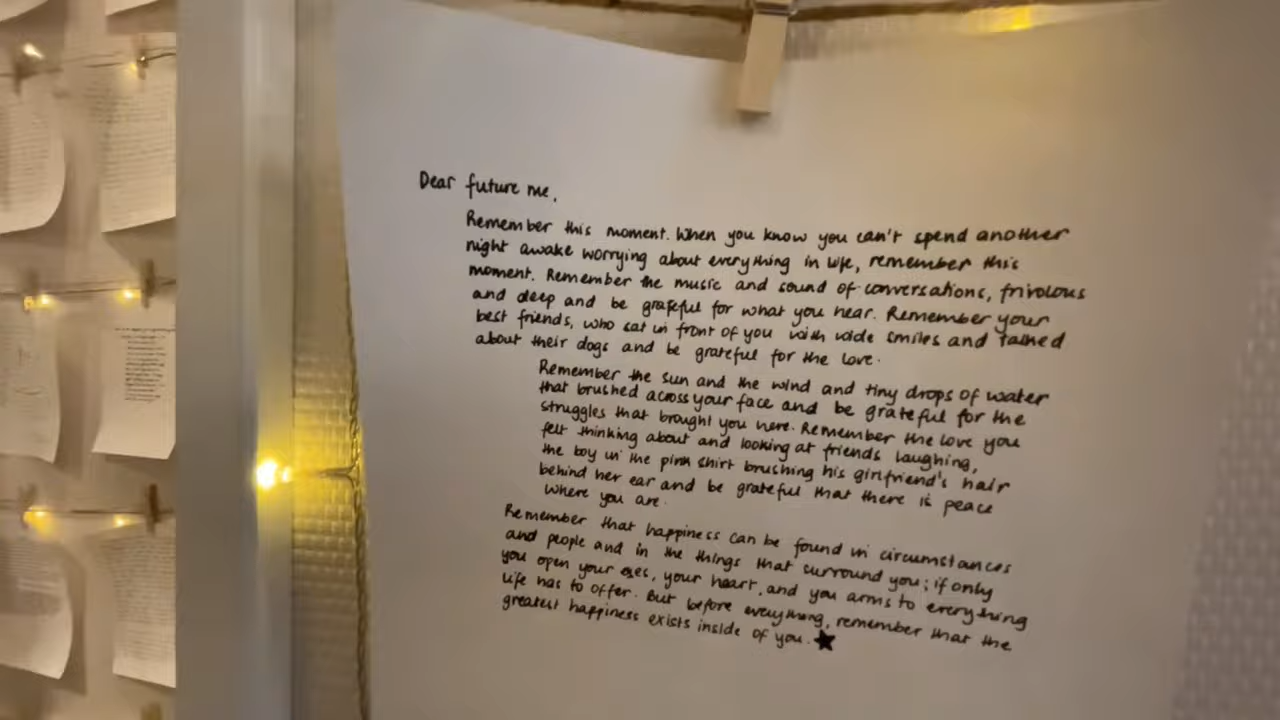 Dear future me,
Remember this moment. When you know you can't spend another
night awake worrying about everything in life, remember this
moment. Remember the music and sound of conversations, frivolous
and deep and be grateful for what you hear. Remember your
best friends, who sat in front of you with wide smiles and talked
about their dogs and be grateful for the love.
Remember the sun and the wind and tiny drops of water
that brushed across your face and be grateful for the
struggles that brought you here. Remember the love you
felt thinking about and looking at friends laughing,
the boy in the pink shirt brushing his girlfriend's hair
behind her ear and be grateful that there is peace
where you are.
Remember that happiness can be found in circumstances
and people and in the things that surround you; if only
you open your eyes, your heart, and you arms to everything
life has to offer. But before everything, remember that the
greatest happiness exists inside of you.